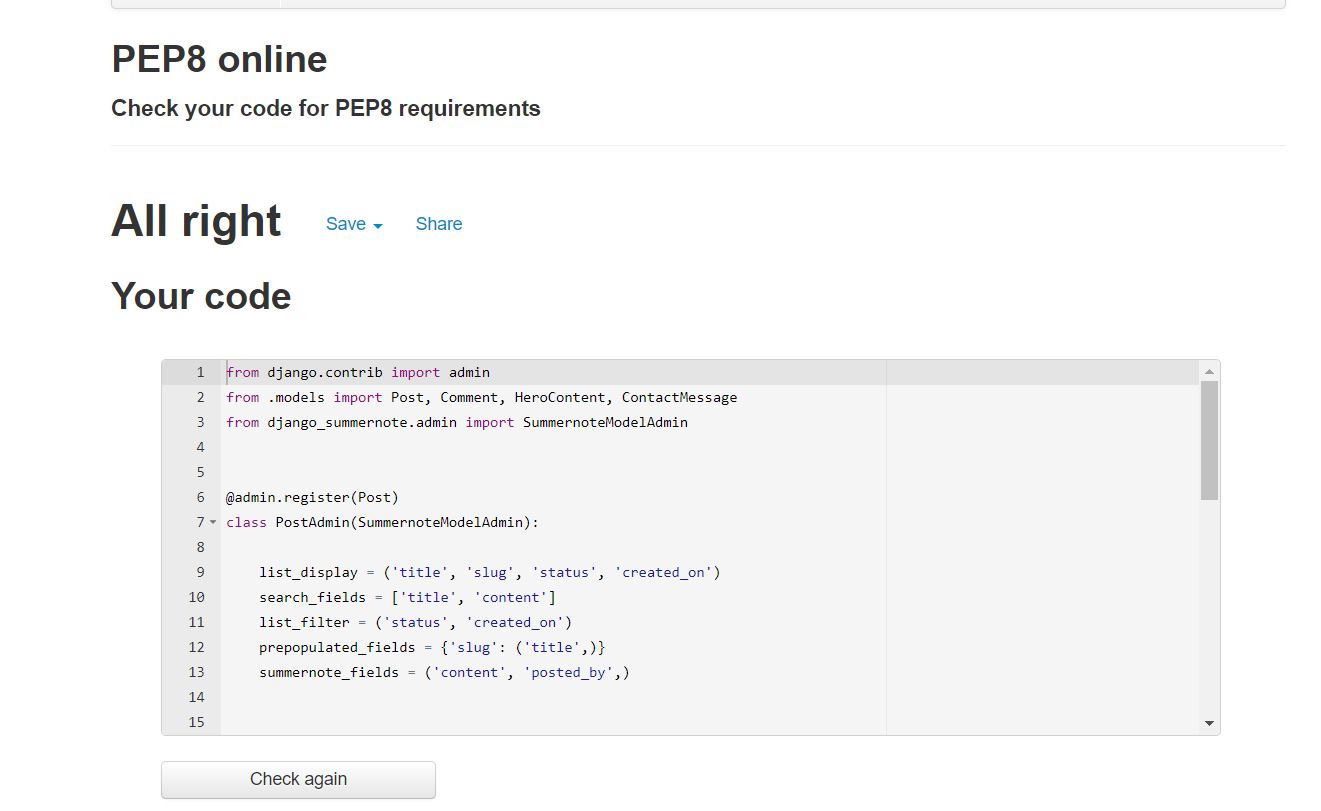 PEP8 online
Check your code for PEP8 requirements
All right Save Share
Your code
1 from django.contrib import admin
2 from .models import Post, Comment, HeroContent, ContactMessage
3 from django_summernote.admin import SummernoteModelAdmin
4
5
6 @admin.register(Post)
7 class PostAdmin(SummernoteModelAdmin):
8
9     list_display = ('title', 'slug', 'status', 'created_on')
10     search_fields = ['title', 'content']
11     list_filter = ('status', 'created_on')
12     prepopulated_fields = {'slug': ('title',)}
13     summernote_fields = ('content', 'posted_by',)
14
15
Check again